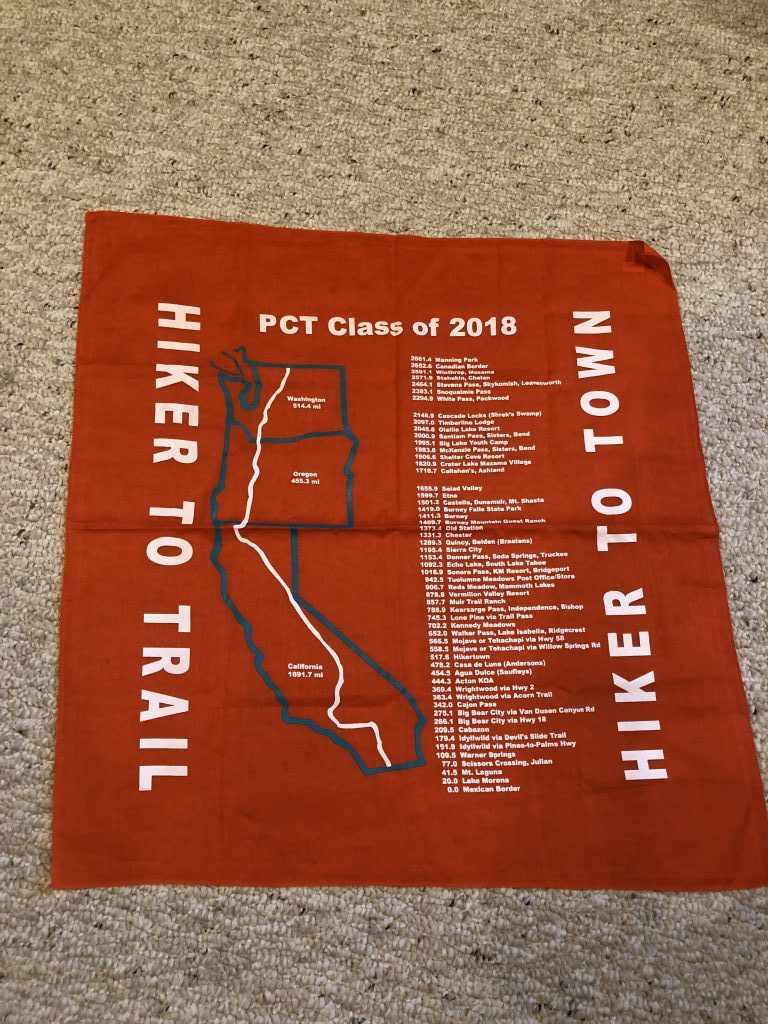 PCT Class of 2018
HIKER TO TRAIL
Washington
514.4 mi
Oregon
455.3 mi
California
1691.7 mi
2661.4 Manning Park
2652.6 Canadian Border
2591.1 Winthrop, Mazama
2571.9 Stehekin, Chelan
2464.1 Stevens Pass, Skykomish, Leavenworth
2393.1 Snoqualmie Pass
2294.9 White Pass, Packwood
2146.9 Cascade Locks (Shrek's Swamp)
2097.0 Timberline Lodge
2045.6 Olallie Lake Resort
2000.9 Santiam Pass, Sisters, Bend
1995.1 Big Lake Youth Camp
1983.8 McKenzie Pass, Sisters, Bend
1906.6 Shelter Cove Resort
1820.9 Crater Lake Mazama Village
1718.7 Callahan's, Ashland
1655.9 Seiad Valley
1599.7 Etna
1501.2 Castella, Dunsmuir, Mt. Shasta
1419.0 Burney Falls State Park
1411.3 Burney
1409.7 Burney Mountain Guest Ranch
1373.4 Old Station
1331.3 Chester
1289.3 Quincy, Belden (Braatens)
1195.4 Sierra City
1153.4 Donner Pass, Soda Springs, Truckee
1092.3 Echo Lake, South Lake Tahoe
1016.9 Sonora Pass, KM Resort, Bridgeport
942.5 Tuolumne Meadows Post Office/Store
906.7 Reds Meadow, Mammoth Lakes
878.8 Vermilion Valley Resort
857.7 Muir Trail Ranch
788.9 Kearsarge Pass, Independence, Bishop
745.3 Lone Pine via Trail Pass
702.2 Kennedy Meadows
652.0 Walker Pass, Lake Isabella, Ridgecrest
566.5 Mojave or Tehachapi via Hwy 58
558.5 Mojave or Tehachapi via Willow Springs Rd
517.6 Hikertown
478.2 Casa de Luna (Andersons)
454.5 Agua Dulce (Saufleys)
444.3 Acton KOA
369.4 Wrightwood via Hwy 2
363.4 Wrightwood via Acorn Trail
342.0 Cajon Pass
275.1 Big Bear City via Van Dusen Canyon Rd
266.1 Big Bear City via Hwy 18
209.5 Cabazon
179.4 Idyllwild via Devil's Slide Trail
151.9 Idyllwild via Pines-to-Palms Hwy
109.5 Warner Springs
77.0 Scissors Crossing, Julian
41.5 Mt. Laguna
20.0 Lake Morena
0.0 Mexican Border
HIKER TO TOWN